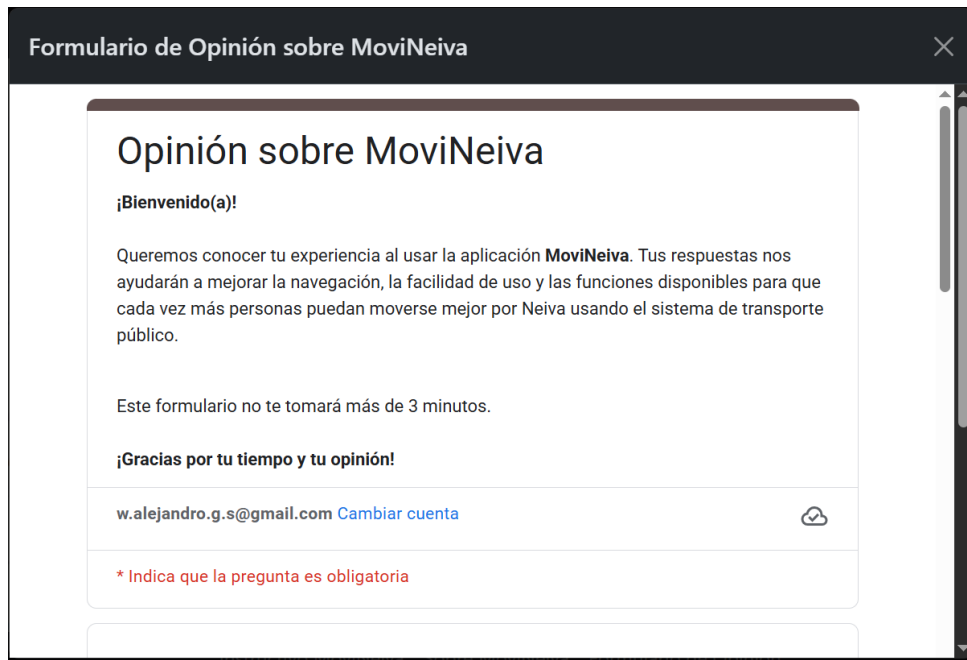 Formulario de Opinión sobre MoviNeiva
Opinión sobre MoviNeiva
¡Bienvenido(a)!
Queremos conocer tu experiencia al usar la aplicación MoviNeiva. Tus respuestas nos
ayudarán a mejorar la navegación, la facilidad de uso y las funciones disponibles para que
cada vez más personas puedan moverse mejor por Neiva usando el sistema de transporte
público.
Este formulario no te tomará más de 3 minutos.
¡Gracias por tu tiempo y tu opinión!
w.alejandro.g.s@gmail.com Cambiar cuenta
* Indica que la pregunta es obligatoria